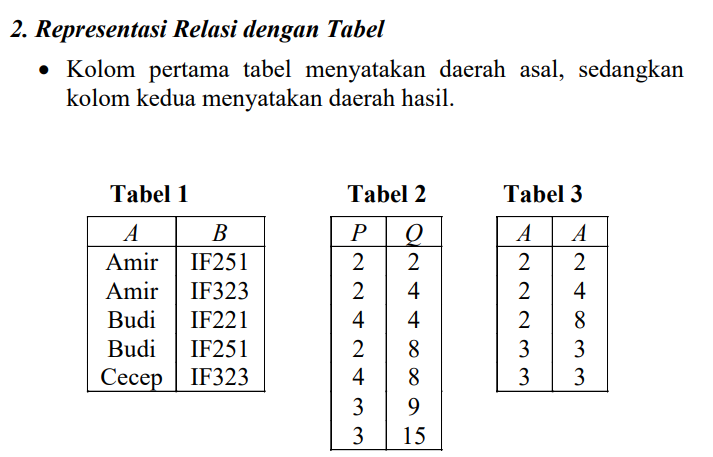 2. Representasi Relasi dengan Tabel
• Kolom pertama tabel menyatakan daerah asal, sedangkan
kolom kedua menyatakan daerah hasil.
Tabel 1
A B
Amir IF251
Amir IF323
Budi IF221
Budi IF251
Cecep IF323
Tabel 2
P Q
2 2
2 4
4 4
2 8
4 8
3 9
3 15
Tabel 3
A A
2 2
2 4
2 8
3 3
3 3